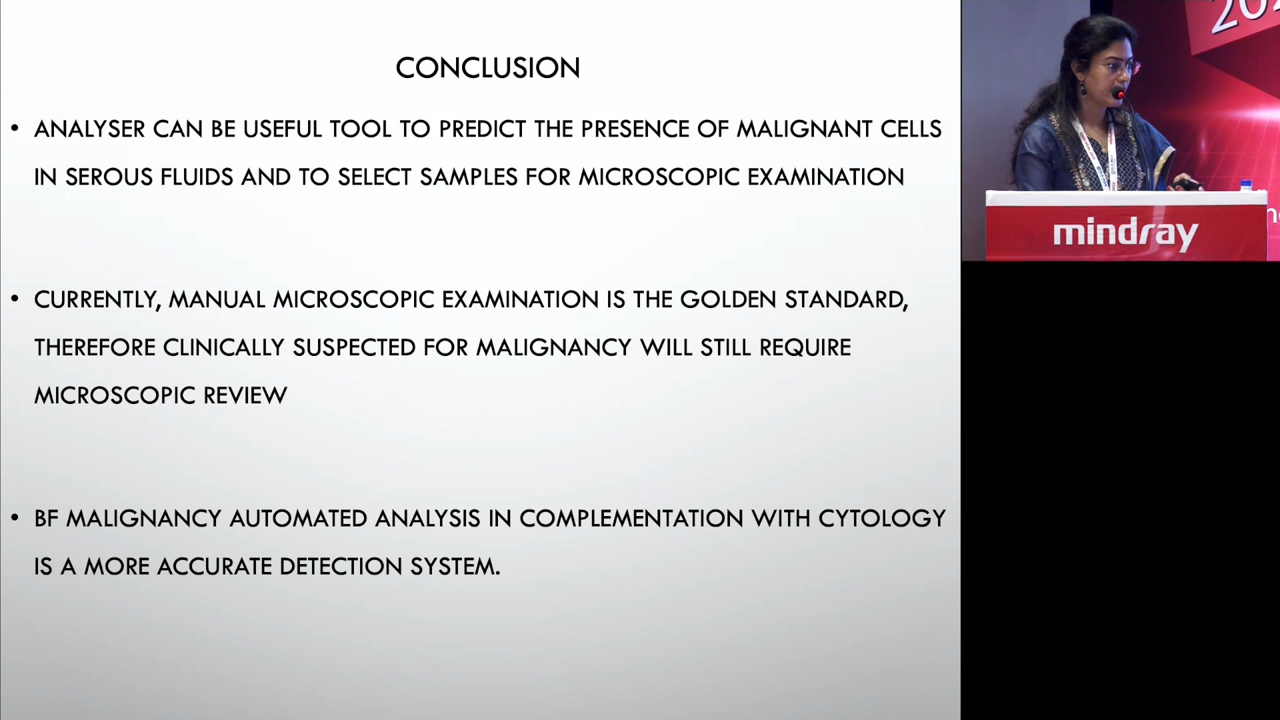 CONCLUSION
• ANALYSER CAN BE USEFUL TOOL TO PREDICT THE PRESENCE OF MALIGNANT CELLS
IN SEROUS FLUIDS AND TO SELECT SAMPLES FOR MICROSCOPIC EXAMINATION
• CURRENTLY, MANUAL MICROSCOPIC EXAMINATION IS THE GOLDEN STANDARD,
THEREFORE CLINICALLY SUSPECTED FOR MALIGNANCY WILL STILL REQUIRE
MICROSCOPIC REVIEW
• BF MALIGNANCY AUTOMATED ANALYSIS IN COMPLEMENTATION WITH CYTOLOGY
IS A MORE ACCURATE DETECTION SYSTEM.
mindray